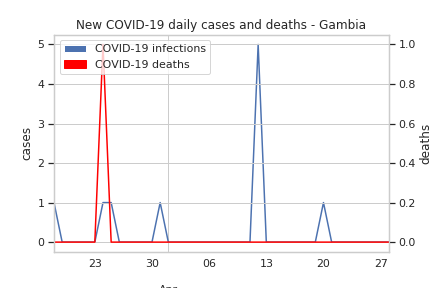 New COVID-19 daily cases and deaths - Gambia
COVID-19 infections
COVID-19 deaths
cases
deaths
5
4
3
2
1
0
1.0
0.8
0.6
0.4
0.2
0.0
23 30 06 13 20 27
Apr